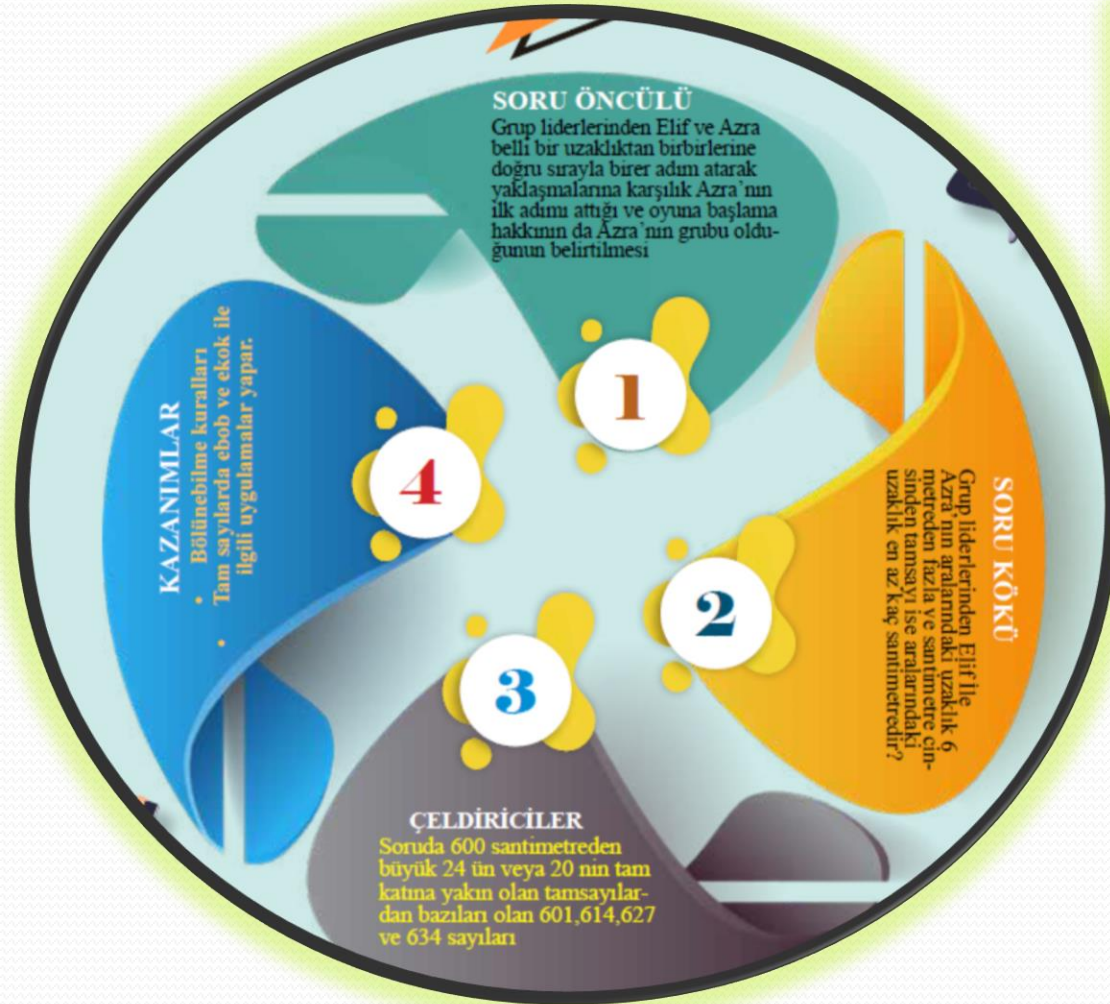 SORU ÖNCÜLÜ
Grup liderlerinden Elif ve Azra
belli bir uzaklıktan birbirlerine
doğru sırayla birer adım atarak
yaklaşmalarına karşılık Azra’nın
ilk adımı attığı ve oyuna başlama
hakkının da Azra’nın grubu oldu-
ğunun belirtilmesi
1
SORU KÖKÜ
Grup liderlerinden Elif İle
Azra’nın aralarındaki uzaklık 6
metreden fazla ve santimetre cin-
sinden tamsayı ise aralarındaki
uzaklık en az kaç santimetredir?
2
3
ÇELDİRİCİLER
Soruda 600 santimetreden
büyük 24 ün veya 20 nin tam
katına yakın olan tamsayılar-
dan bazıları olan 601,614,627
ve 634 sayıları
4
KAZANIMLAR
• Bölünebilme kuralları
• Tam sayılarda ebob ve ekok ile
ilgili uygulamalar yapar.